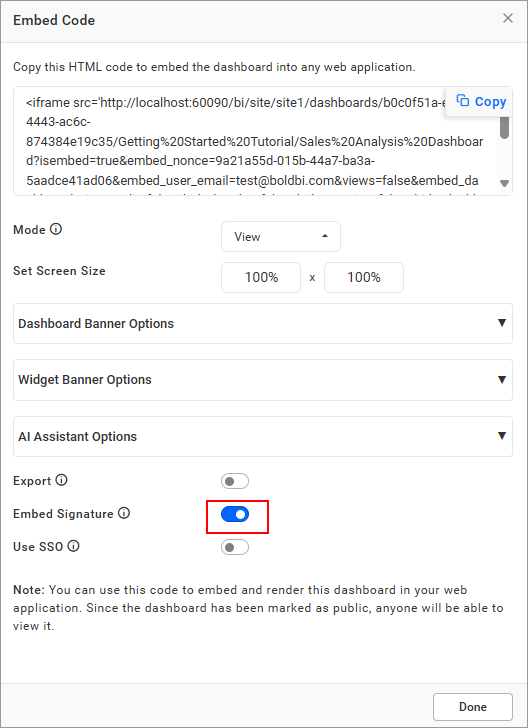 Embed Code
Copy this HTML code to embed the dashboard into any web application.
<iframe src='http://localhost:60090/bi/site/site1/dashboards/b0c0f51a-
Copy
4443-ac6c-
874384e19c35/Getting%20Started%20Tutorial/Sales%20Analysis%20Dashboar
d?isembed=true&embed_nonce=9a21a55d-015b-44a7-ba3a-
5aadce41ad06&embed_user_email=test@boldbi.com&views=false&embed_da
Mode
View
Set Screen Size
100% x 100%
Dashboard Banner Options
Widget Banner Options
AI Assistant Options
Export
Embed Signature
Use SSO
Note: You can use this code to embed and render this dashboard in your web
application. Since the dashboard has been marked as public, anyone will be able to
view it.
Done